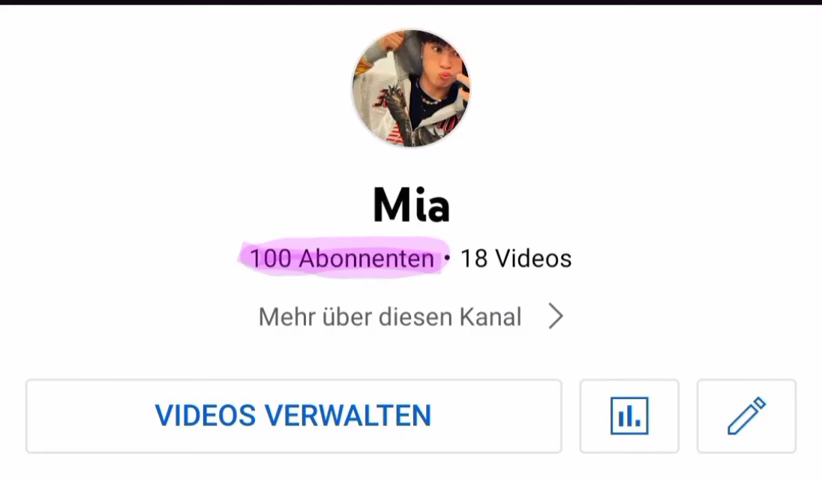 Mia
100 Abonnenten • 18 Videos
Mehr über diesen Kanal
VIDEOS VERWALTEN